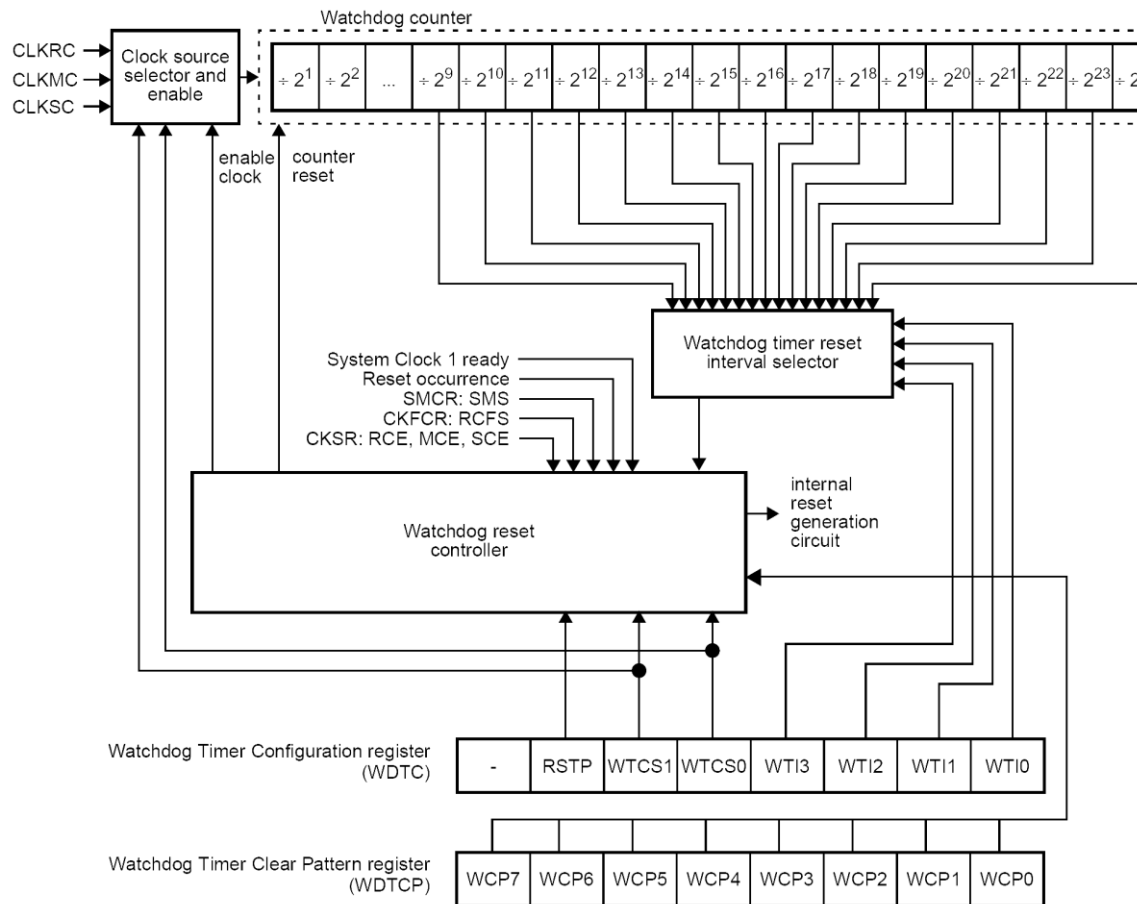 Watchdog counter
CLKRC
CLKMC
CLKSC
Clock source
selector and
enable
÷ 2¹ ÷ 2² ... ÷ 2⁹ ÷ 2¹⁰ ÷ 2¹¹ ÷ 2¹² ÷ 2¹³ ÷ 2¹⁴ ÷ 2¹⁵ ÷ 2¹⁶ ÷ 2¹⁷ ÷ 2¹⁸ ÷ 2¹⁹ ÷ 2²⁰ ÷ 2²¹ ÷ 2²² ÷ 2²³ ÷ 2
enable
clock
counter
reset
Watchdog timer reset
interval selector
System Clock 1 ready
Reset occurrence
SMCR: SMS
CKFCR: RCFS
CKSR: RCE, MCE, SCE
Watchdog reset
controller
internal
reset
generation
circuit
Watchdog Timer Configuration register
(WDTC)
- RSTP WTCS1 WTCS0 WTI3 WTI2 WTI1 WTI0
Watchdog Timer Clear Pattern register
(WDTCP)
WCP7 WCP6 WCP5 WCP4 WCP3 WCP2 WCP1 WCP0